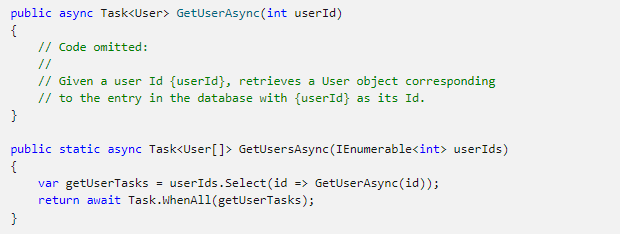 public async Task<User> GetUserAsync(int userId)
{
    // Code omitted:
    //
    // Given a user Id {userId}, retrieves a User object corresponding
    // to the entry in the database with {userId} as its Id.
}

public static async Task<User[]> GetUsersAsync(IEnumerable<int> userIds)
{
    var getUserTasks = userIds.Select(id => GetUserAsync(id));
    return await Task.WhenAll(getUserTasks);
}